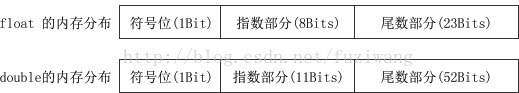 float 的内存分布 符号位(1Bit) 指数部分(8Bits) 尾数部分(23Bits)
http://blog.csdn.net/fuziwang
double的内存分布 符号位(1Bit) 指数部分(11Bits) 尾数部分(52Bits)